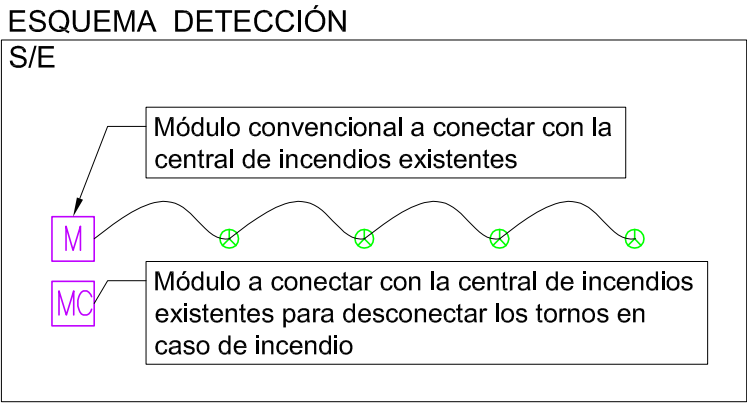 ESQUEMA DETECCIÓN
S/E
Módulo convencional a conectar con la
central de incendios existentes
M
MC
Módulo a conectar con la central de incendios
existentes para desconectar los tornos en
caso de incendio